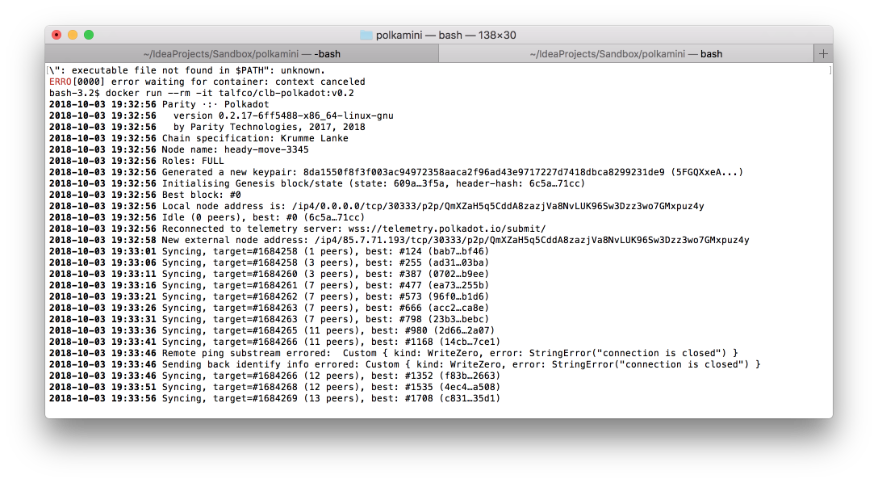 polkamini — bash — 138×30
~/IdeaProjects/Sandbox/polkamini — -bash
~/IdeaProjects/Sandbox/polkamini — bash
+
\": executable file not found in $PATH": unknown.
ERRO[0000] error waiting for container: context canceled
bash-3.2$ docker run --rm -it talfco/clb-polkadot:v0.2
2018-10-03 19:32:56 Parity ·:· Polkadot
2018-10-03 19:32:56   version 0.2.17-6ff5488-x86_64-linux-gnu
2018-10-03 19:32:56   by Parity Technologies, 2017, 2018
2018-10-03 19:32:56 Chain specification: Krumme Lanke
2018-10-03 19:32:56 Node name: heady-move-3345
2018-10-03 19:32:56 Roles: FULL
2018-10-03 19:32:56 Generated a new keypair: 8da1550f8f3f003ac94972358aaca2f96ad43e9717227d7418dbca8299231de9 (5FGQXxeA...)
2018-10-03 19:32:56 Initialising Genesis block/state (state: 609a…3f5a, header-hash: 6c5a…71cc)
2018-10-03 19:32:56 Best block: #0
2018-10-03 19:32:56 Local node address is: /ip4/0.0.0.0/tcp/30333/p2p/QmXZaH5q5CddA8zazjVa8NvLUK96Sw3Dzz3wo7GMxpuz4y
2018-10-03 19:32:56 Idle (0 peers), best: #0 (6c5a…71cc)
2018-10-03 19:32:56 Reconnected to telemetry server: wss://telemetry.polkadot.io/submit/
2018-10-03 19:32:58 New external node address: /ip4/85.7.71.193/tcp/30333/p2p/QmXZaH5q5CddA8zazjVa8NvLUK96Sw3Dzz3wo7GMxpuz4y
2018-10-03 19:33:01 Syncing, target=#1684258 (1 peers), best: #124 (bab7…bf46)
2018-10-03 19:33:06 Syncing, target=#1684258 (3 peers), best: #255 (ad31…03ba)
2018-10-03 19:33:11 Syncing, target=#1684260 (3 peers), best: #387 (0702…b9ee)
2018-10-03 19:33:16 Syncing, target=#1684261 (7 peers), best: #477 (ea73…255b)
2018-10-03 19:33:21 Syncing, target=#1684262 (7 peers), best: #573 (96f0…b1d6)
2018-10-03 19:33:26 Syncing, target=#1684263 (7 peers), best: #666 (acc2…ca8e)
2018-10-03 19:33:31 Syncing, target=#1684263 (7 peers), best: #798 (23b3…bebc)
2018-10-03 19:33:36 Syncing, target=#1684265 (11 peers), best: #980 (2d66…2a07)
2018-10-03 19:33:41 Syncing, target=#1684266 (11 peers), best: #1168 (14cb…7ce1)
2018-10-03 19:33:46 Remote ping substream errored:  Custom { kind: WriteZero, error: StringError("connection is closed") }
2018-10-03 19:33:46 Sending back identify info errored: Custom { kind: WriteZero, error: StringError("connection is closed") }
2018-10-03 19:33:46 Syncing, target=#1684266 (12 peers), best: #1352 (f83b…2663)
2018-10-03 19:33:51 Syncing, target=#1684268 (12 peers), best: #1535 (4ec4…a508)
2018-10-03 19:33:56 Syncing, target=#1684269 (13 peers), best: #1708 (c831…35d1)